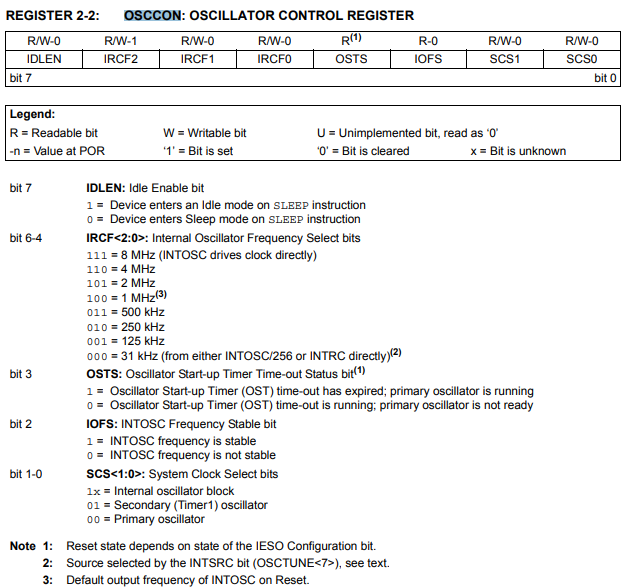 REGISTER 2-2: OSCCON: OSCILLATOR CONTROL REGISTER
R/W-0 R/W-1 R/W-0 R/W-0 R(1) R-0 R/W-0 R/W-0
IDLEN IRCF2 IRCF1 IRCF0 OSTS IOFS SCS1 SCS0
bit 7 bit 0
Legend:
R = Readable bit W = Writable bit U = Unimplemented bit, read as ‘0’
-n = Value at POR ‘1’ = Bit is set ‘0’ = Bit is cleared x = Bit is unknown
bit 7 IDLEN: Idle Enable bit
1 = Device enters an Idle mode on SLEEP instruction
0 = Device enters Sleep mode on SLEEP instruction
bit 6-4 IRCF<2:0>: Internal Oscillator Frequency Select bits
111 = 8 MHz (INTOSC drives clock directly)
110 = 4 MHz
101 = 2 MHz
100 = 1 MHz(3)
011 = 500 kHz
010 = 250 kHz
001 = 125 kHz
000 = 31 kHz (from either INTOSC/256 or INTRC directly)(2)
bit 3 OSTS: Oscillator Start-up Timer Time-out Status bit(1)
1 = Oscillator Start-up Timer (OST) time-out has expired; primary oscillator is running
0 = Oscillator Start-up Timer (OST) time-out is running; primary oscillator is not ready
bit 2 IOFS: INTOSC Frequency Stable bit
1 = INTOSC frequency is stable
0 = INTOSC frequency is not stable
bit 1-0 SCS<1:0>: System Clock Select bits
1x = Internal oscillator block
01 = Secondary (Timer1) oscillator
00 = Primary oscillator
Note 1: Reset state depends on state of the IESO Configuration bit.
2: Source selected by the INTSRC bit (OSCTUNE<7>), see text.
3: Default output frequency of INTOSC on Reset.